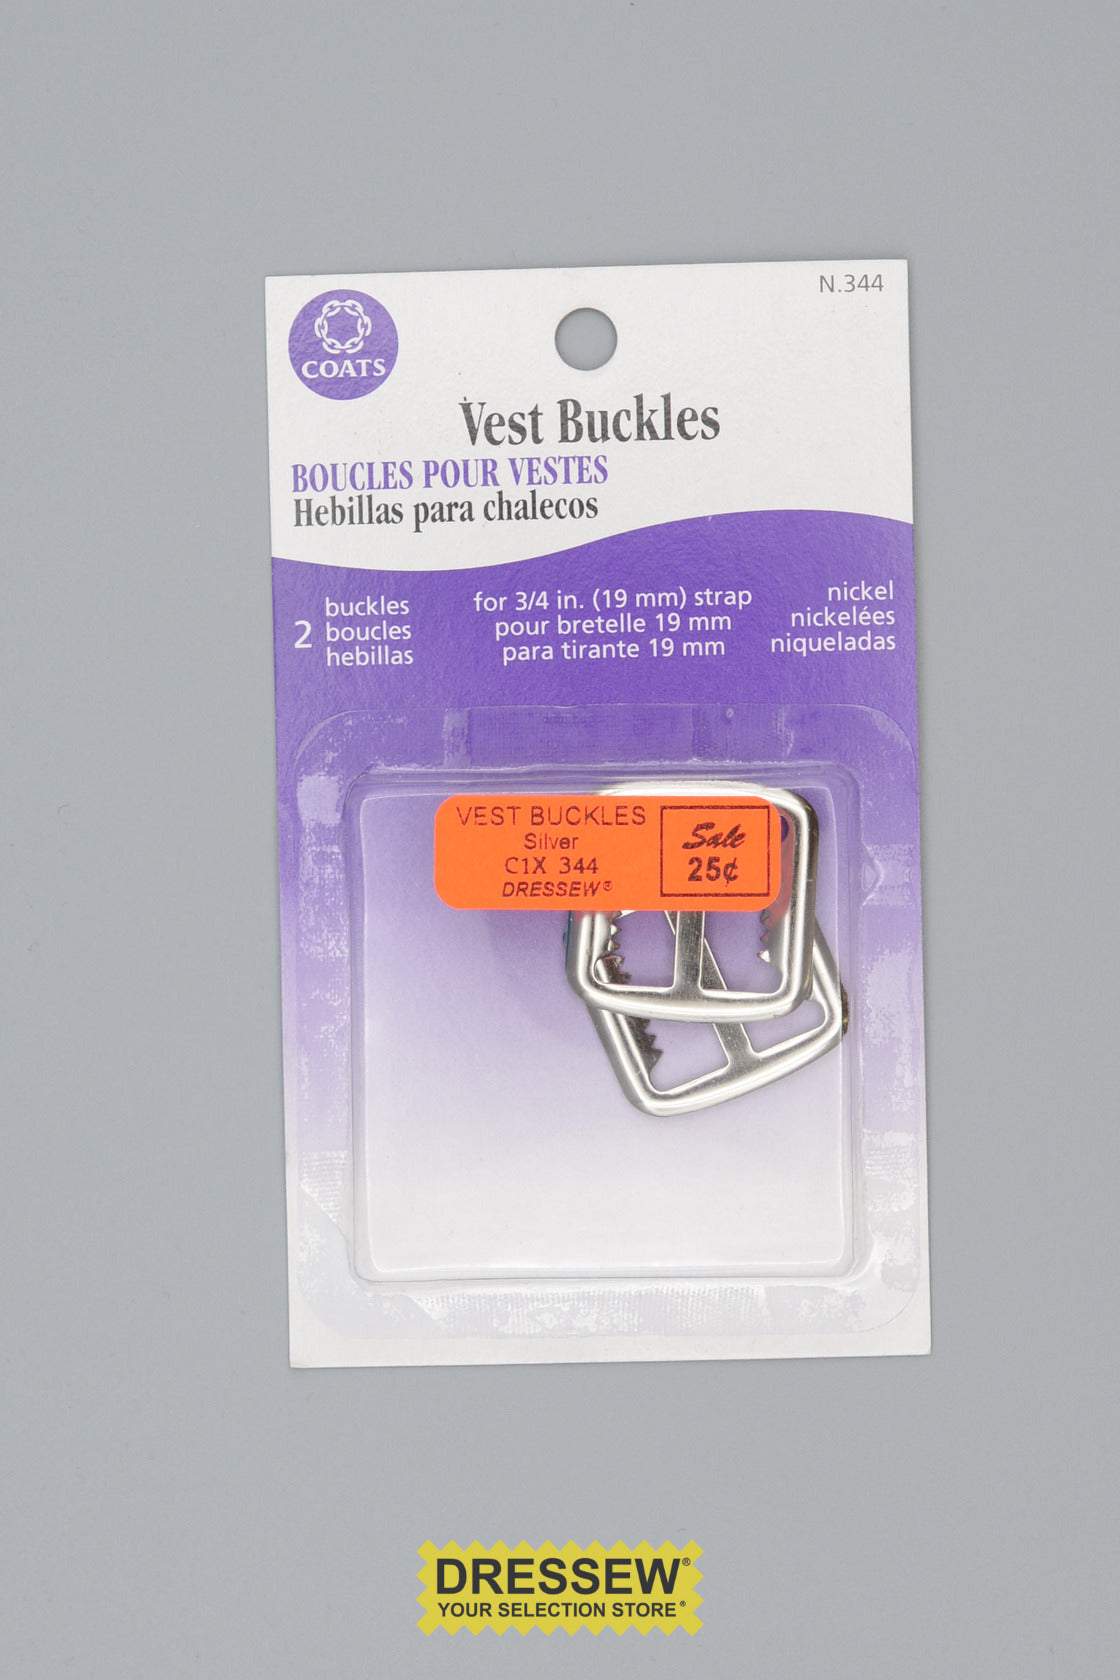 N.344
COATS
Vest Buckles
BOUCLES POUR VESTES
Hebillas para chalecos
2
buckles
boucles
hebillas
for 3/4 in. (19 mm) strap
pour bretelle 19 mm
para tirante 19 mm
nickel
nickelées
niqueladas
VEST BUCKLES
Silver
C1X 344
DRESSEW®
Sale
25¢
DRESSEW®
YOUR SELECTION STORE®